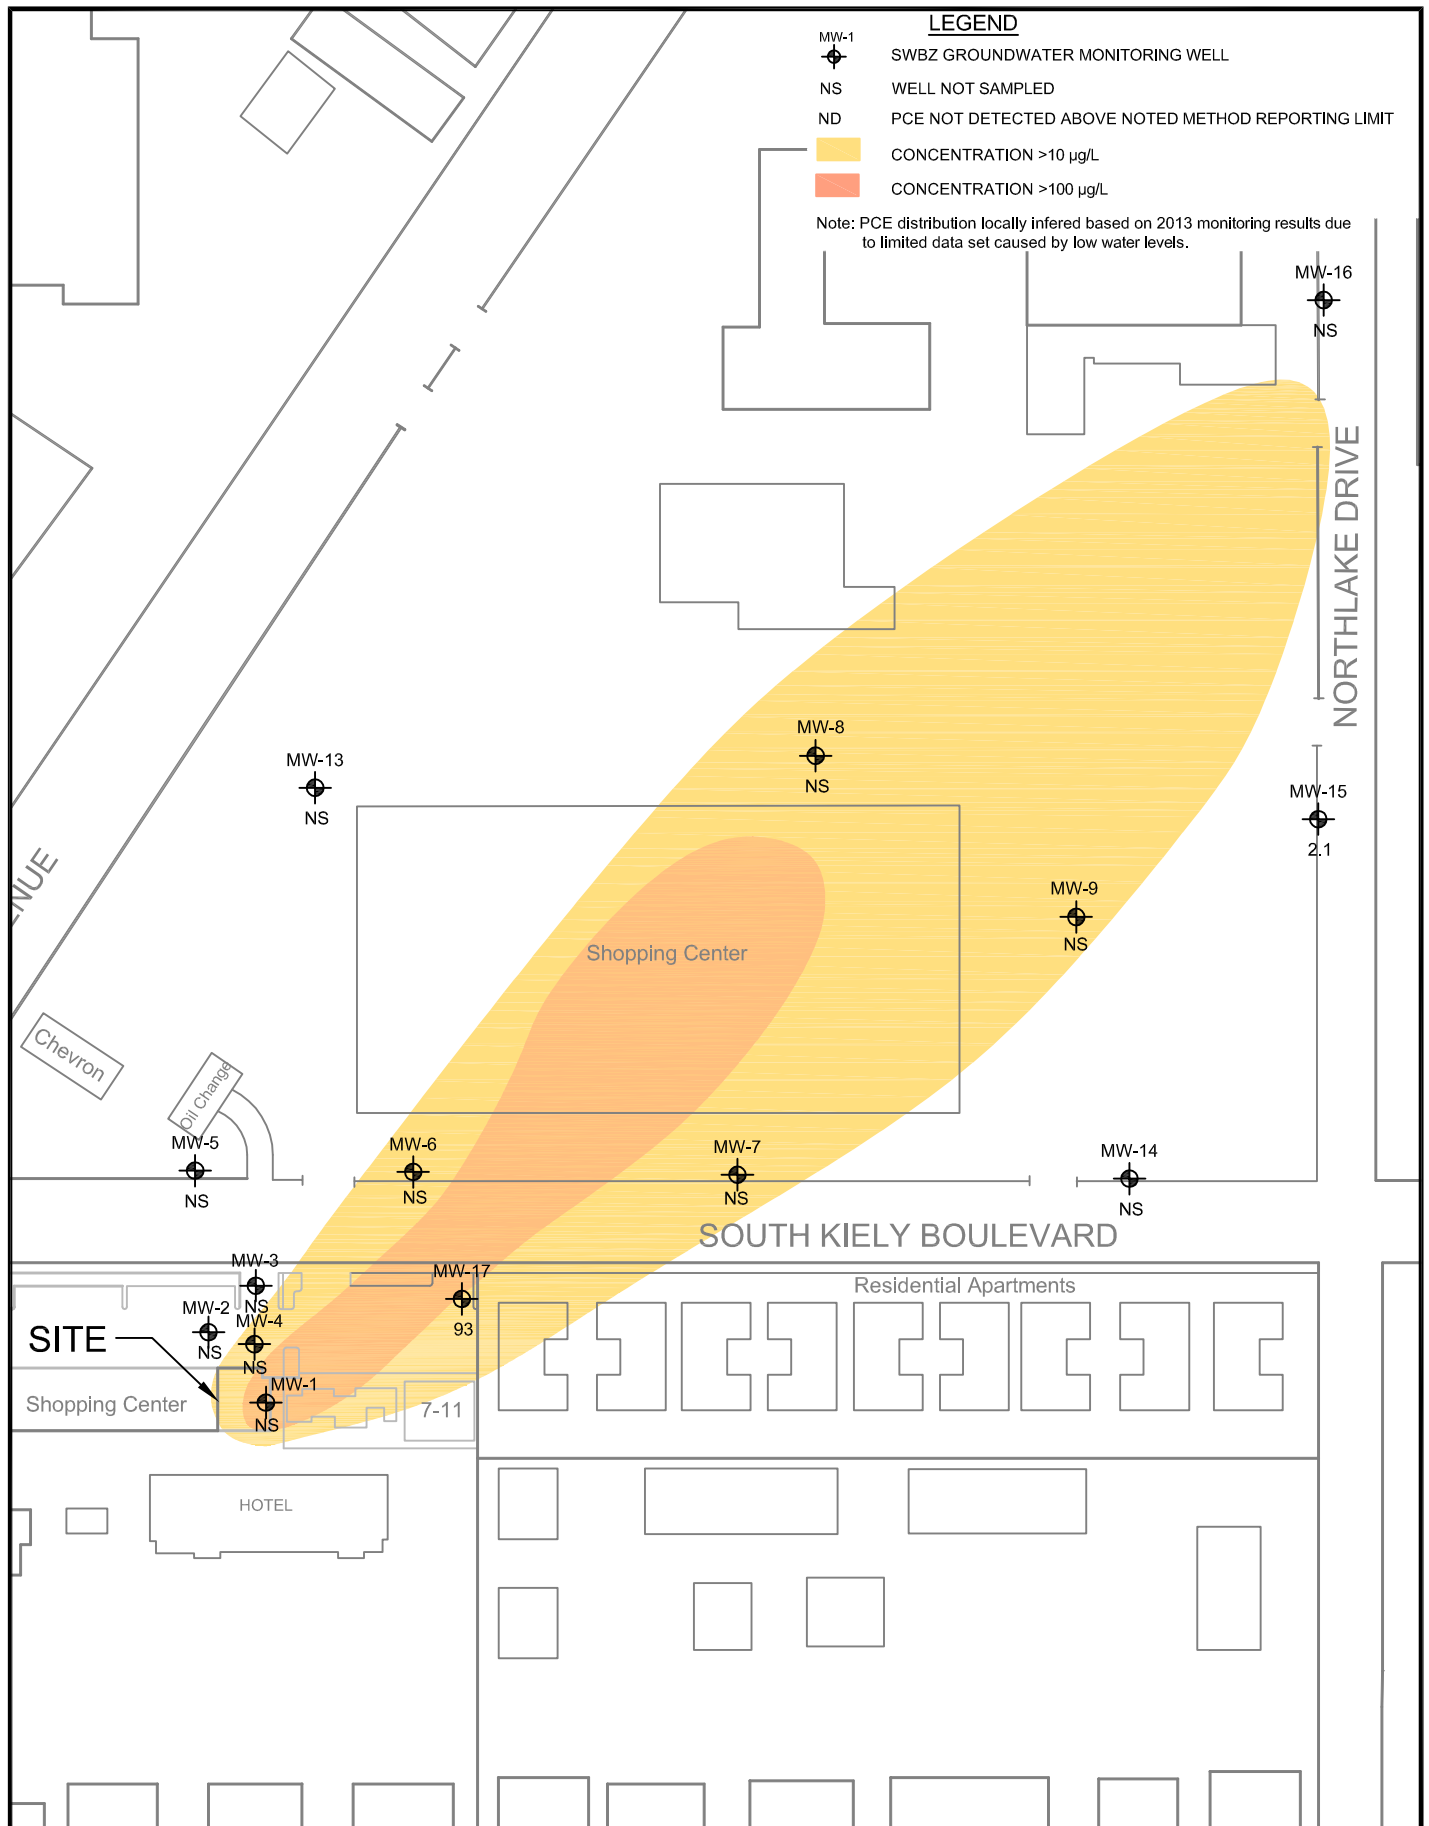 LEGEND
MW-1
SWBZ GROUNDWATER MONITORING WELL
NS WELL NOT SAMPLED
ND PCE NOT DETECTED ABOVE NOTED METHOD REPORTING LIMIT
CONCENTRATION >10 µg/L
CONCENTRATION >100 µg/L
Note: PCE distribution locally infered based on 2013 monitoring results due
to limited data set caused by low water levels.
MW-16
NS
NORTHLAKE DRIVE
MW-8
NS
MW-13
NS
MW-15
2.1
ENUE
MW-9
NS
Shopping Center
Chevron
Oil Change
MW-5
NS
MW-6
NS
MW-7
NS
MW-14
NS
SOUTH KIELY BOULEVARD
MW-3
NS
MW-17
93
Residential Apartments
MW-2
NS
MW-4
NS
SITE
MW-1
NS
Shopping Center
7-11
HOTEL